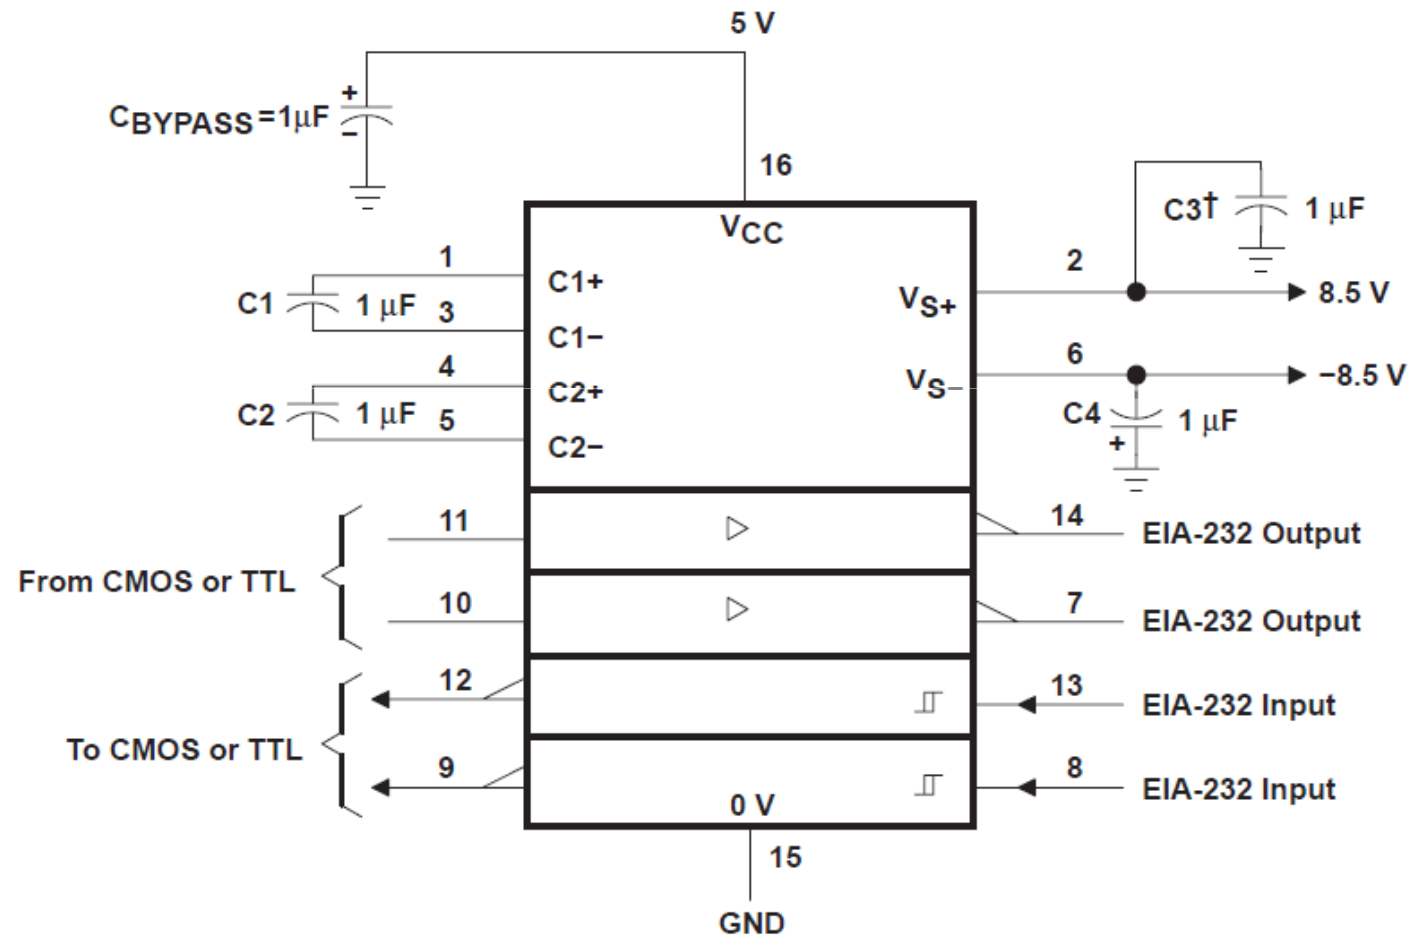 5 V
CBYPASS=1μF
+
−
16
VCC
C3† 1 μF
1
C1+
2
C1 1 μF
VS+
8.5 V
3
C1−
4
C2+
6
VS−
−8.5 V
C2 1 μF
5
C2−
C4 1 μF
+
11
14
EIA-232 Output
From CMOS or TTL
10
7
EIA-232 Output
12
13
EIA-232 Input
To CMOS or TTL
9
8
EIA-232 Input
0 V
15
GND